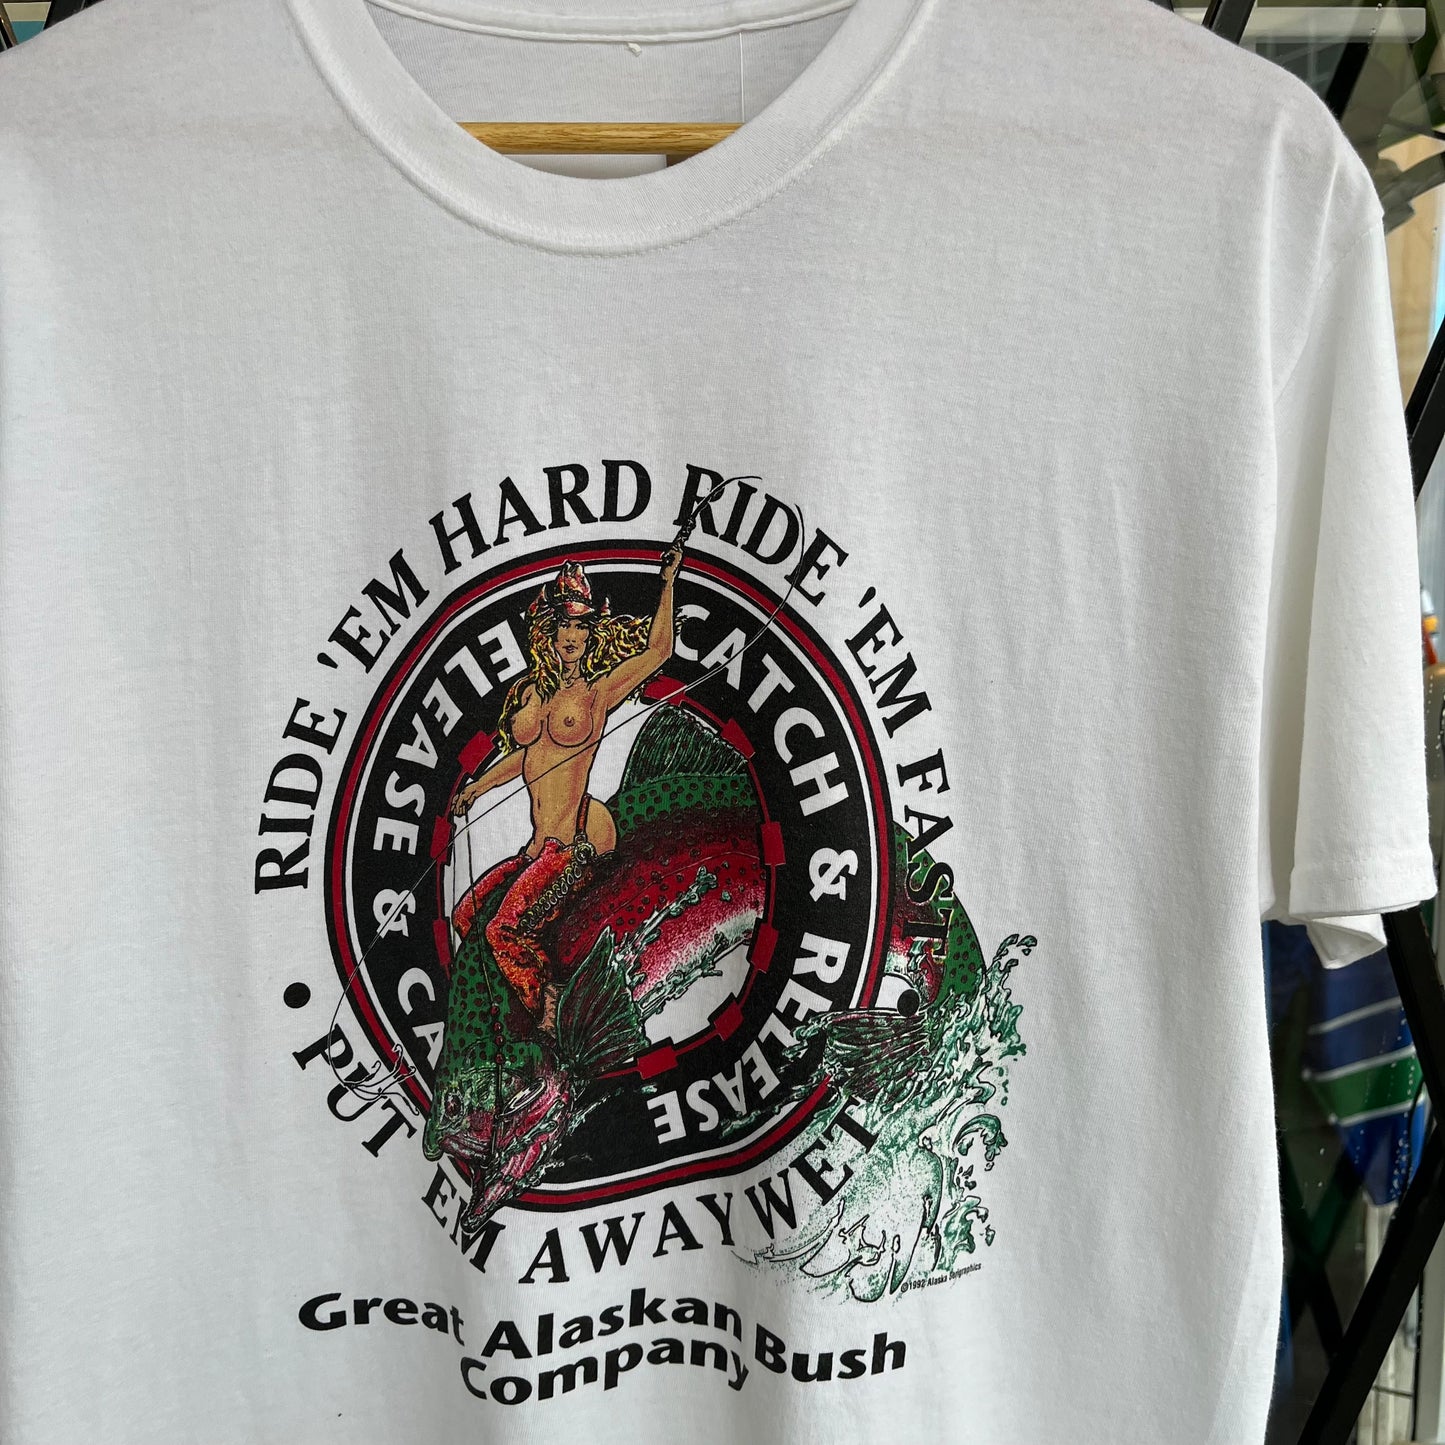 RIDE 'EM HARD RIDE 'EM FAST
CATCH & RELEASE
CA
& ELEASE
• PUT EM AWAY WET •
©1992 Alaska
Great Alaskan Bush
Company